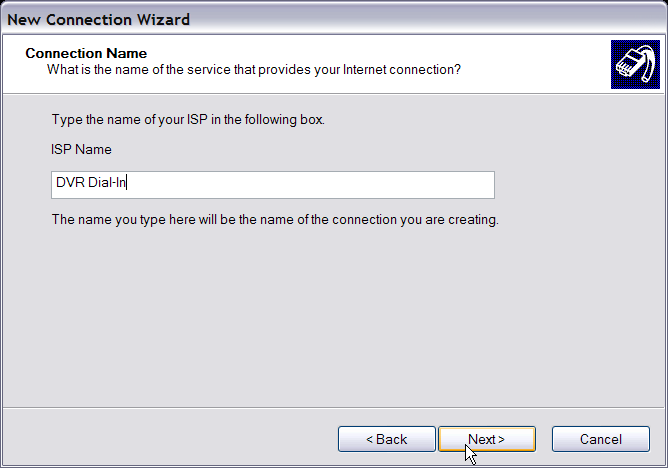 New Connection Wizard
Connection Name
What is the name of the service that provides your Internet connection?
Type the name of your ISP in the following box.
ISP Name
DVR Dial-In
The name you type here will be the name of the connection you are creating.
< Back Next > Cancel